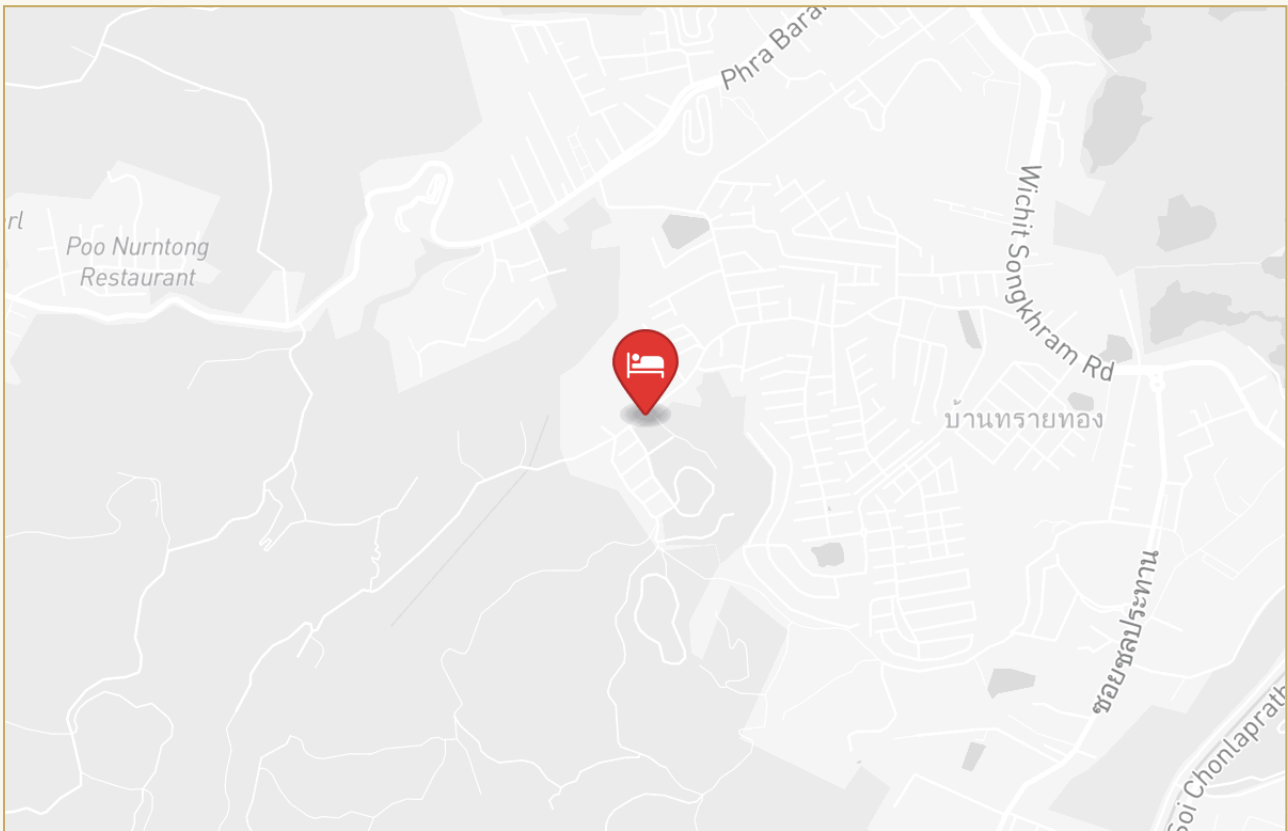 Phra Bara
Wichit Songkhram Rd
rl
Poo Nurntong
Restaurant
บ้านทรายทอง
ซอยชลประทาน
Soi Chonlaprath